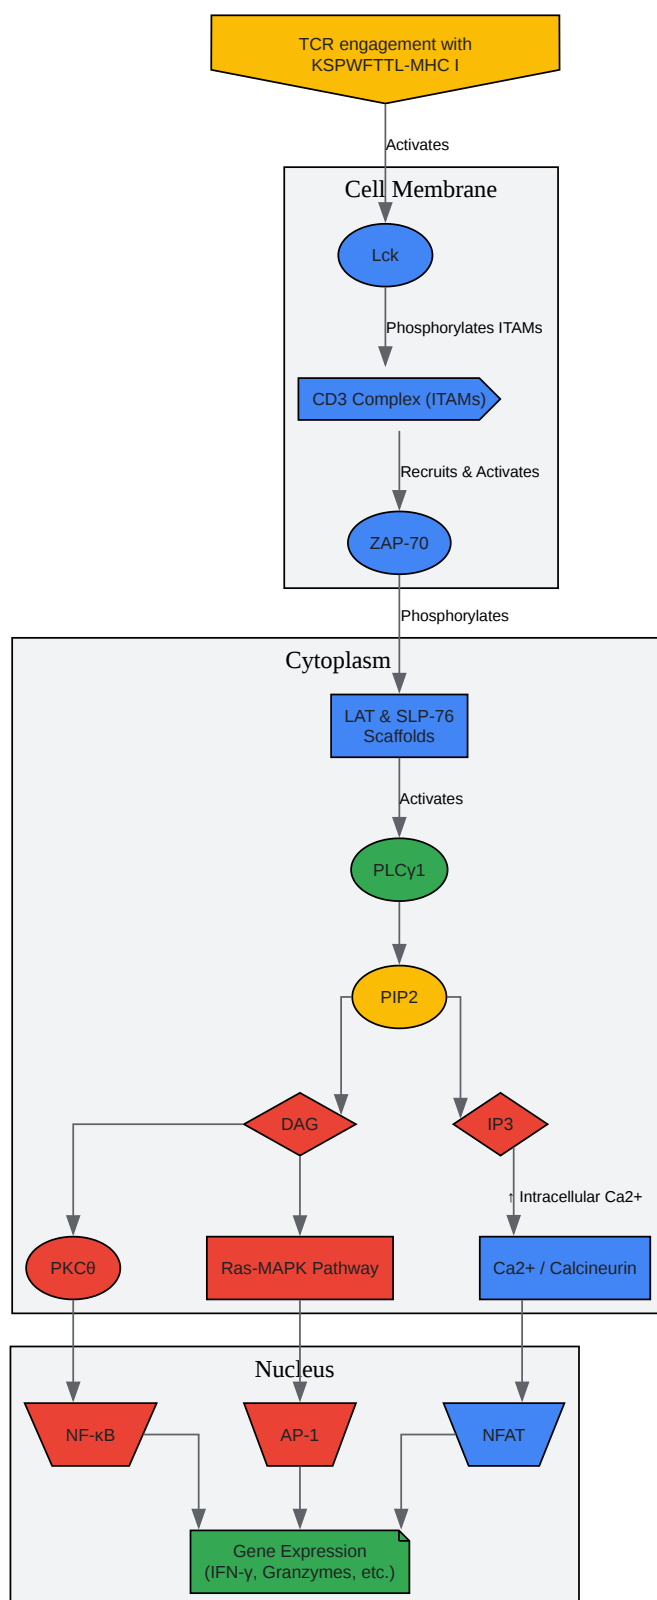 TCR engagement with
KSPWFTTL-MHC I
Activates
Cell Membrane
Lck
Phosphorylates ITAMs
CD3 Complex (ITAMs)
Recruits & Activates
ZAP-70
Phosphorylates
Cytoplasm
LAT & SLP-76
Scaffolds
Activates
PLCγ1
PIP2
DAG
IP3
↑ Intracellular Ca2+
PKCθ
Ras-MAPK Pathway
Ca2+ / Calcineurin
Nucleus
NF-κB
AP-1
NFAT
Gene Expression
(IFN-γ, Granzymes, etc.)